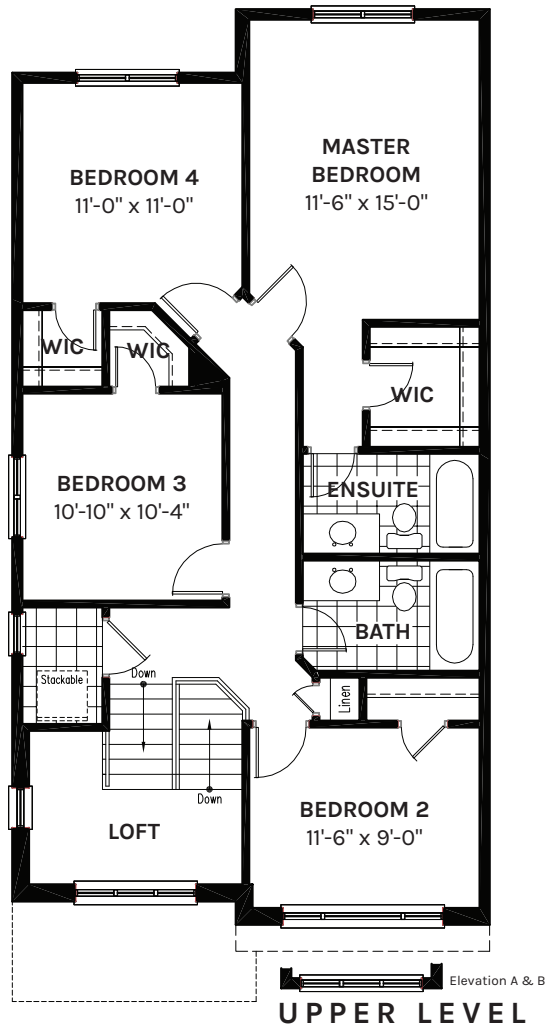 MASTER
BEDROOM
11'-6" x 15'-0"
BEDROOM 4
11'-0" x 11'-0"
WIC
WIC
WIC
BEDROOM 3
10'-10" x 10'-4"
ENSUITE
BATH
Stackable
Down
Linen
Down
LOFT
BEDROOM 2
11'-6" x 9'-0"
Elevation A & B
UPPER LEVEL